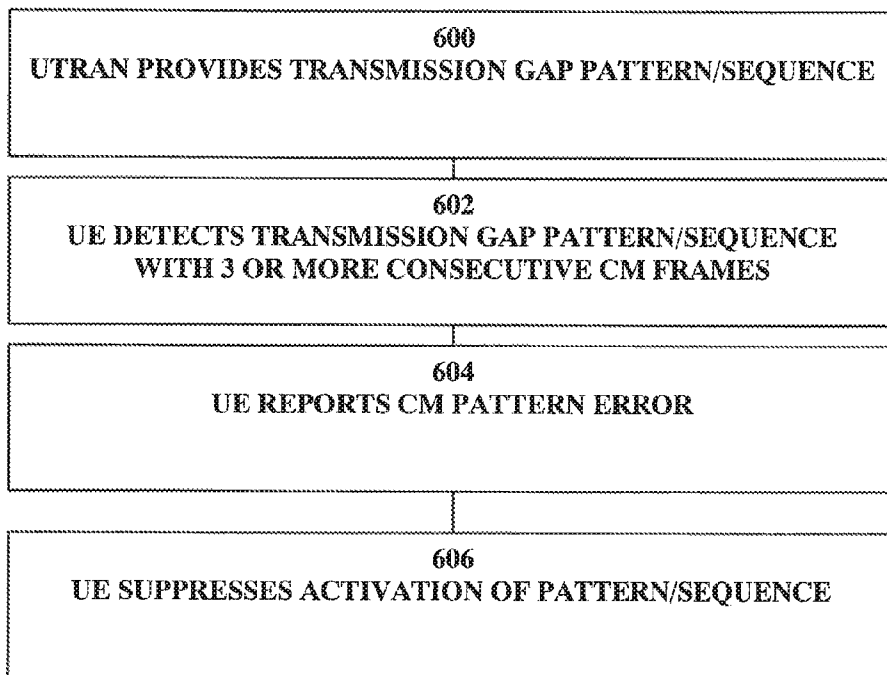 600
UTRAN PROVIDES TRANSMISSION GAP PATTERN/SEQUENCE
602
UE DETECTS TRANSMISSION GAP PATTERN/SEQUENCE
WITH 3 OR MORE CONSECUTIVE CM FRAMES
604
UE REPORTS CM PATTERN ERROR
606
UE SUPPRESSES ACTIVATION OF PATTERN/SEQUENCE